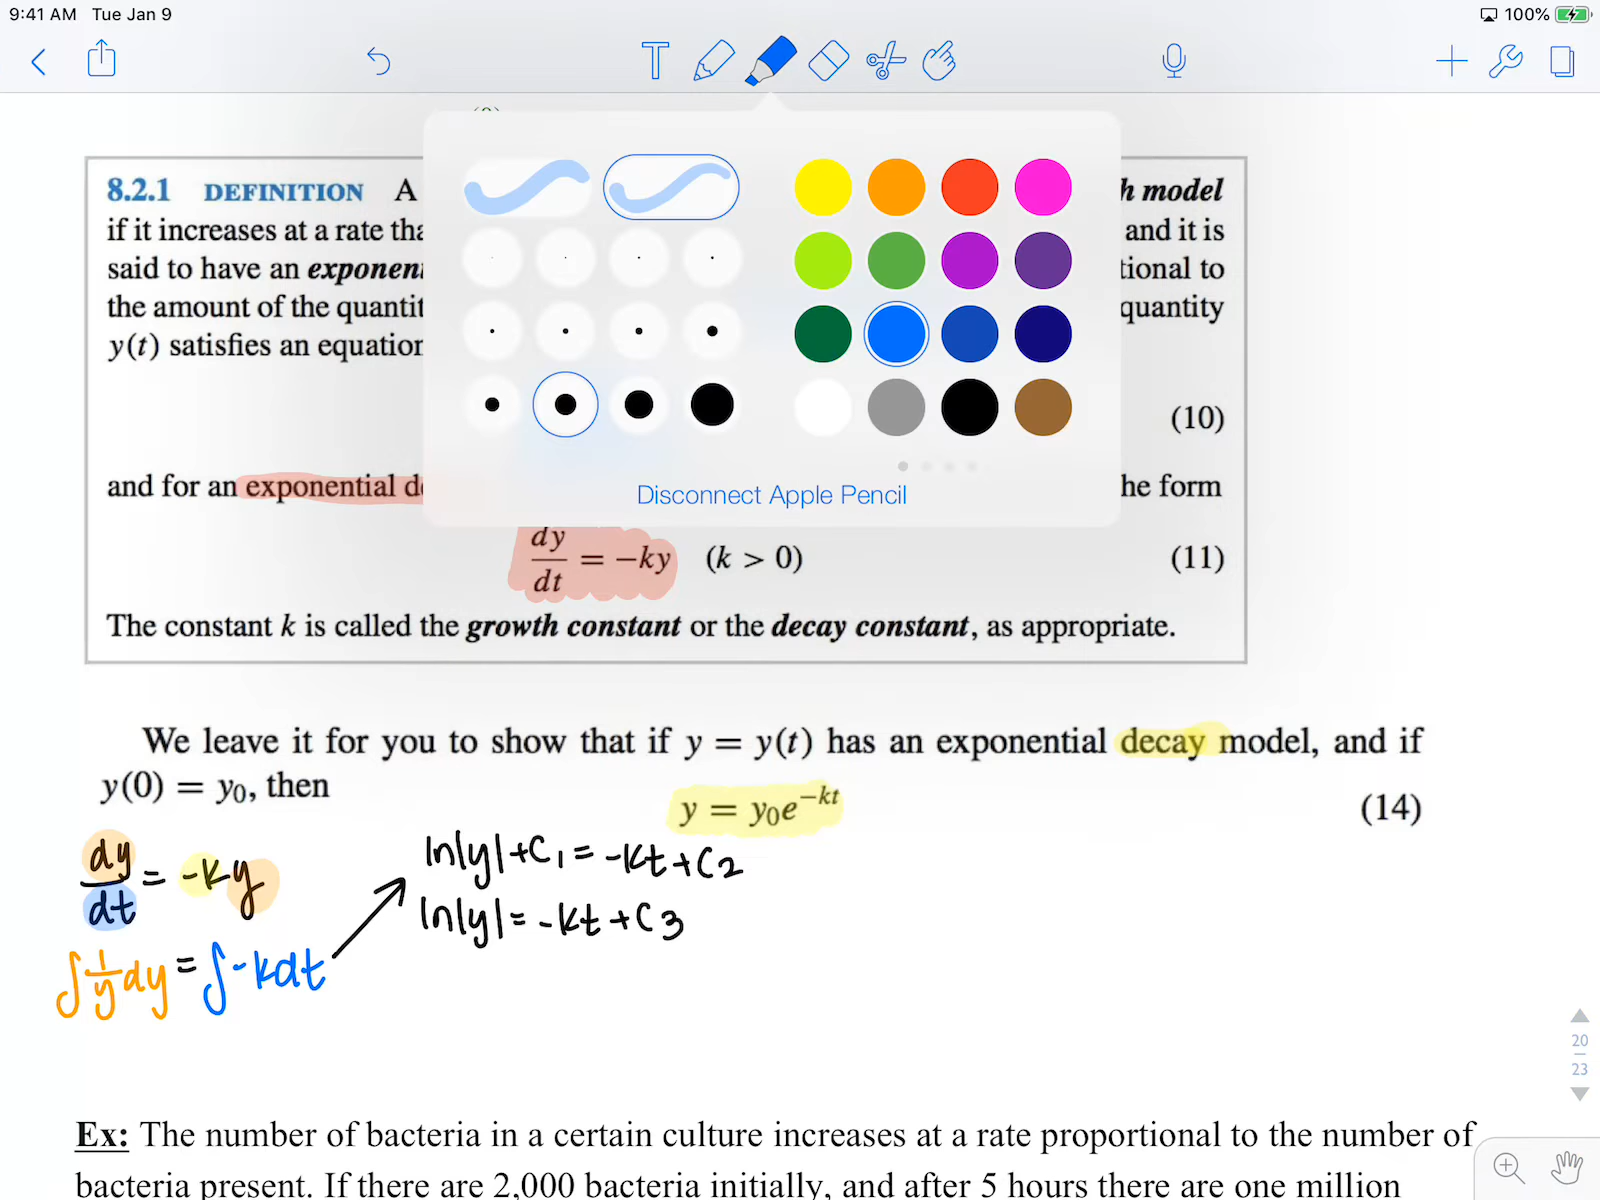 9:41 AM Tue Jan 9
100%
T
Disconnect Apple Pencil
8.2.1 DEFINITION A h model
if it increases at a rate tha and it is
said to have an exponen tional to
the amount of the quantit quantity
y(t) satisfies an equation
(10)
and for an exponential d he form
dy/dt = −ky (k > 0) (11)
The constant k is called the growth constant or the decay constant, as appropriate.
We leave it for you to show that if y = y(t) has an exponential decay model, and if
y(0) = y₀, then
y = y₀e^−kt (14)
dy/dt = -ky
∫ 1/y dy = ∫ -k dt
ln|y| + C₁ = -kt + C2
ln|y| = -kt + C3
20
23
Ex: The number of bacteria in a certain culture increases at a rate proportional to the number of
bacteria present. If there are 2,000 bacteria initially, and after 5 hours there are one million